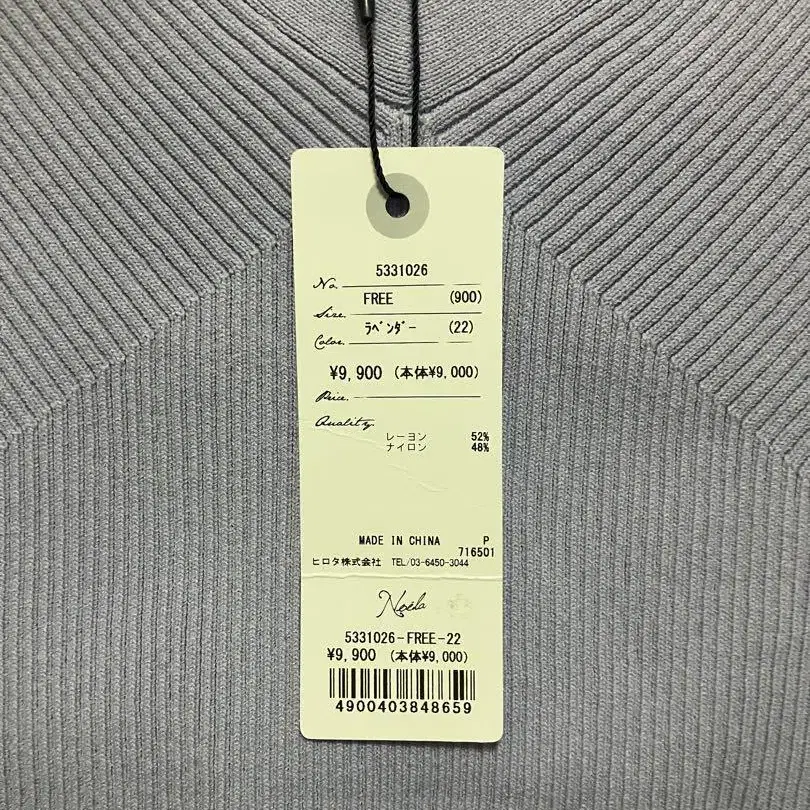 No. 5331026
Size. FREE (900)
Color. ﾗﾍﾞﾝﾀﾞｰ (22)
¥9,900 (本体¥9,000)
Price.
Quality.
レーヨン 52%
ナイロン 48%
MADE IN CHINA P
716501
ヒロタ株式会社 TEL/03-6450-3044
Noela
5331026-FREE-22
¥9,900 (本体¥9,000)
4900403848659